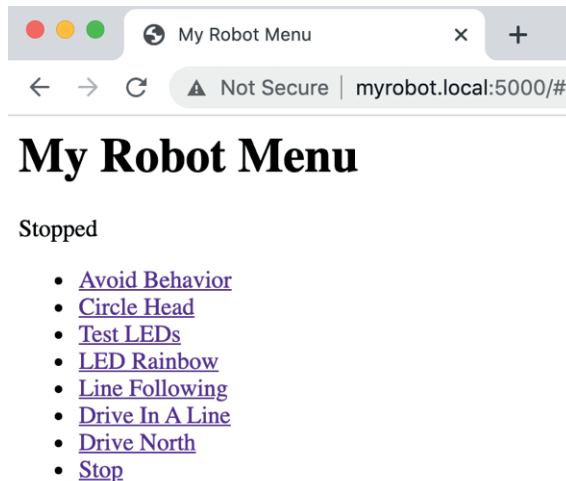 My Robot Menu
Not Secure | myrobot.local:5000/#
My Robot Menu
Stopped
• Avoid Behavior
• Circle Head
• Test LEDs
• LED Rainbow
• Line Following
• Drive In A Line
• Drive North
• Stop